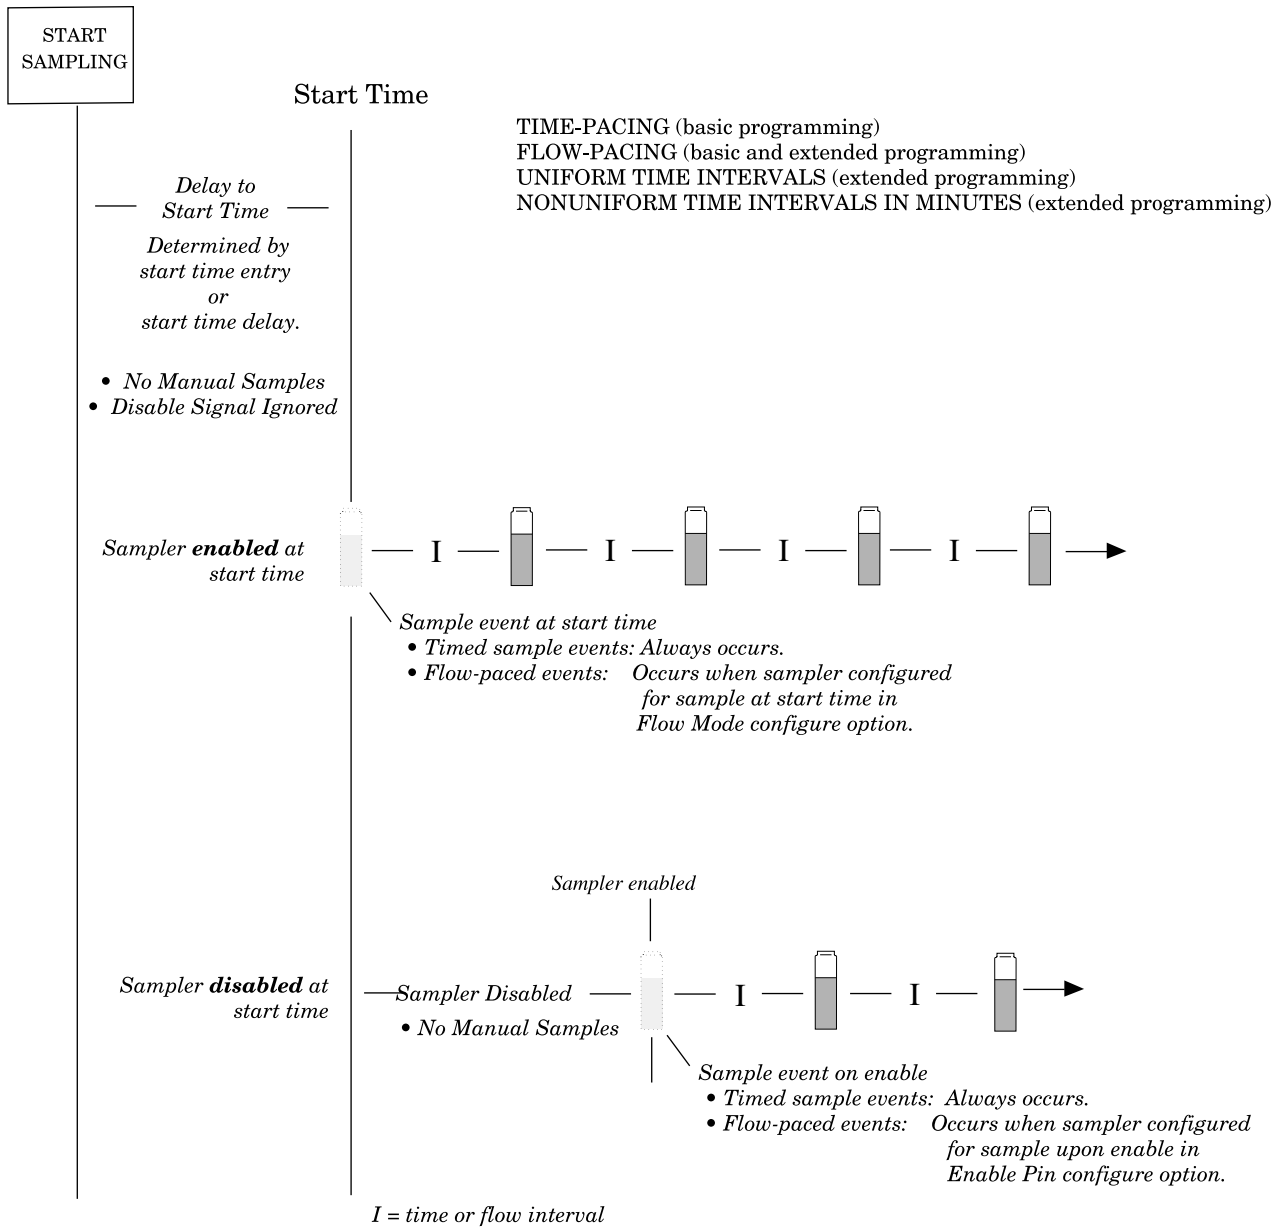 START
SAMPLING
Start Time
TIME-PACING (basic programming)
FLOW-PACING (basic and extended programming)
UNIFORM TIME INTERVALS (extended programming)
NONUNIFORM TIME INTERVALS IN MINUTES (extended programming)
Delay to
Start Time
Determined by
start time entry
or
start time delay.
• No Manual Samples
• Disable Signal Ignored
Sampler enabled at
start time
I I I I
Sample event at start time
• Timed sample events: Always occurs.
• Flow-paced events: Occurs when sampler configured
for sample at start time in
Flow Mode configure option.
Sampler enabled
Sampler disabled at
start time
Sampler Disabled
• No Manual Samples
I I
Sample event on enable
• Timed sample events: Always occurs.
• Flow-paced events: Occurs when sampler configured
for sample upon enable in
Enable Pin configure option.
I = time or flow interval